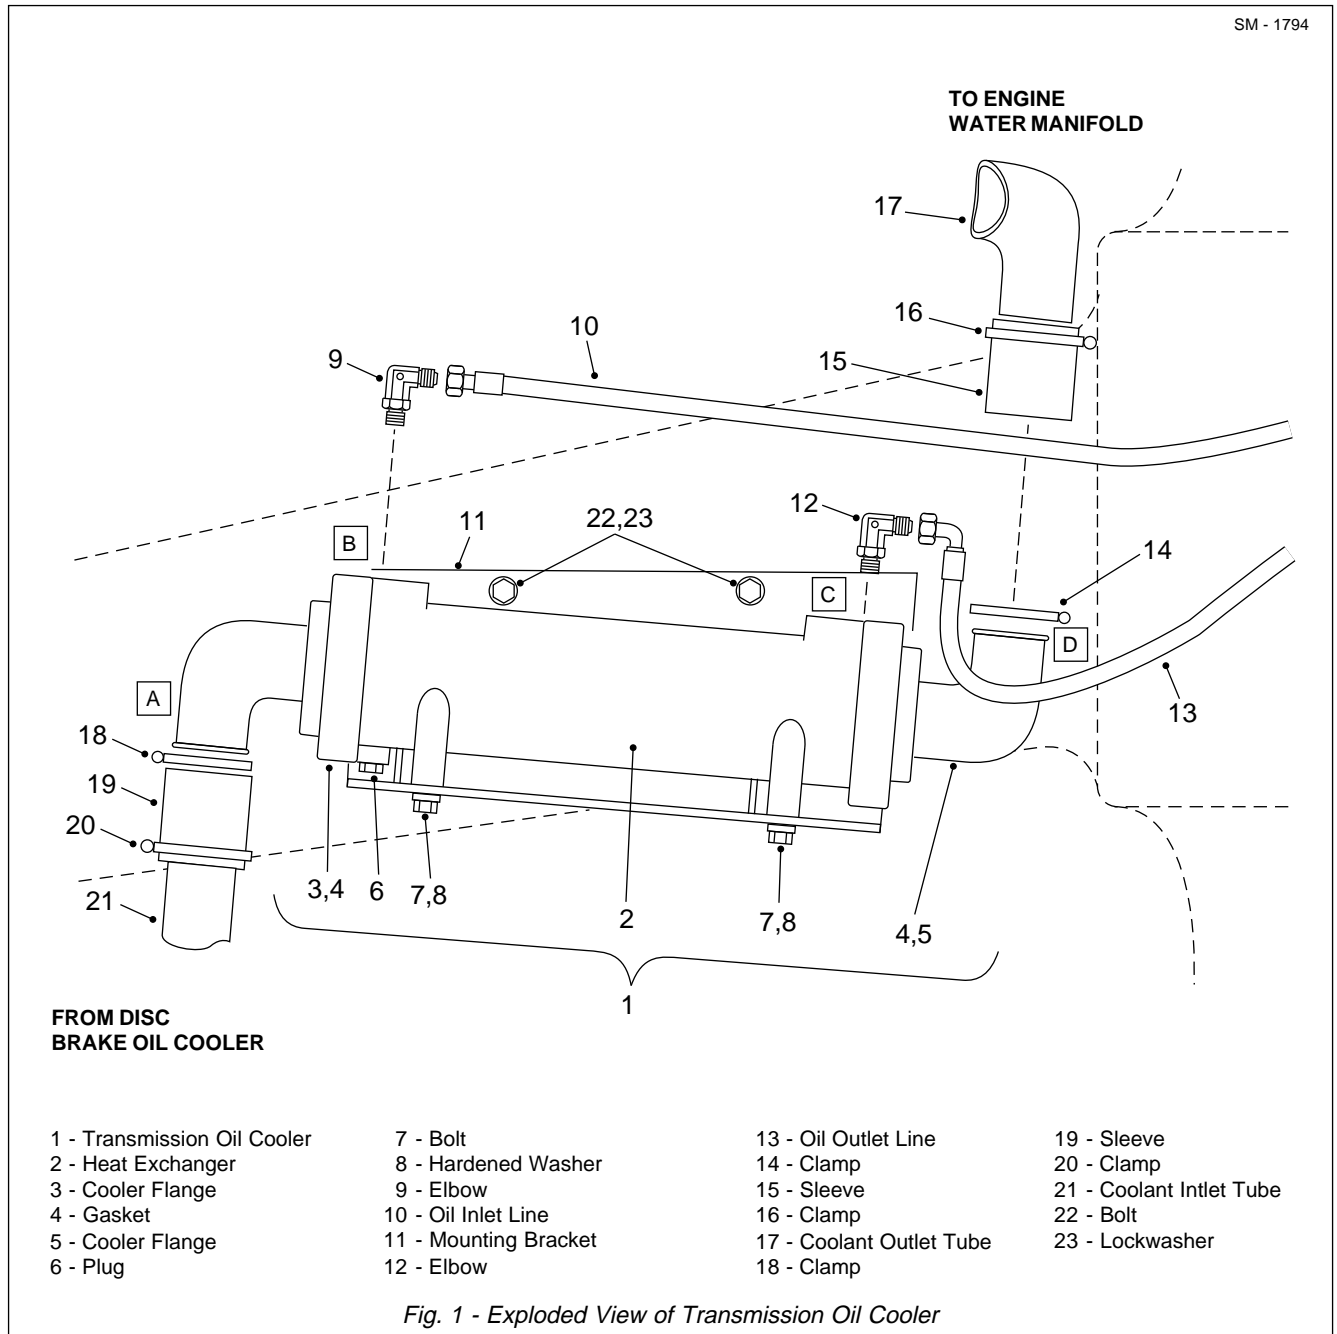 SM - 1794
TO ENGINE
WATER MANIFOLD
17
16
10
9
15
12
22,23
11
B
14
C
D
A
13
18
19
20
3,4
6
7,8
21
2
7,8
4,5
1
FROM DISC
BRAKE OIL COOLER
1 - Transmission Oil Cooler
2 - Heat Exchanger
3 - Cooler Flange
4 - Gasket
5 - Cooler Flange
6 - Plug
7 - Bolt
8 - Hardened Washer
9 - Elbow
10 - Oil Inlet Line
11 - Mounting Bracket
12 - Elbow
13 - Oil Outlet Line
14 - Clamp
15 - Sleeve
16 - Clamp
17 - Coolant Outlet Tube
18 - Clamp
19 - Sleeve
20 - Clamp
21 - Coolant Intlet Tube
22 - Bolt
23 - Lockwasher
Fig. 1 - Exploded View of Transmission Oil Cooler